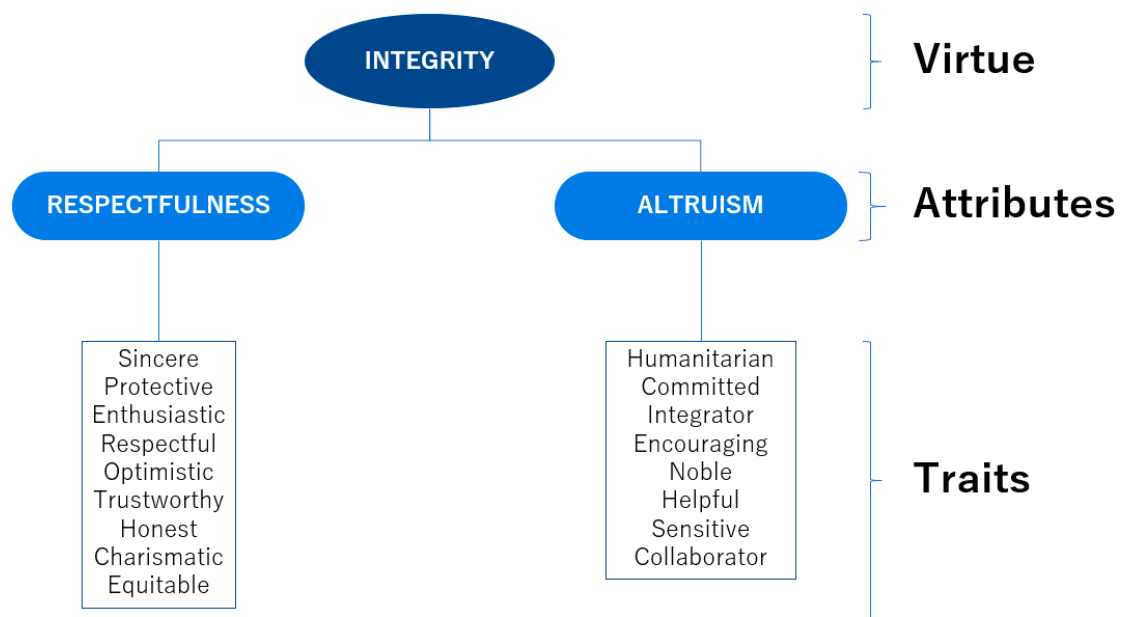 INTEGRITY
Virtue
RESPECTFULNESS
ALTRUISM
Attributes
Sincere
Protective
Enthusiastic
Respectful
Optimistic
Trustworthy
Honest
Charismatic
Equitable
Humanitarian
Committed
Integrator
Encouraging
Noble
Helpful
Sensitive
Collaborator
Traits